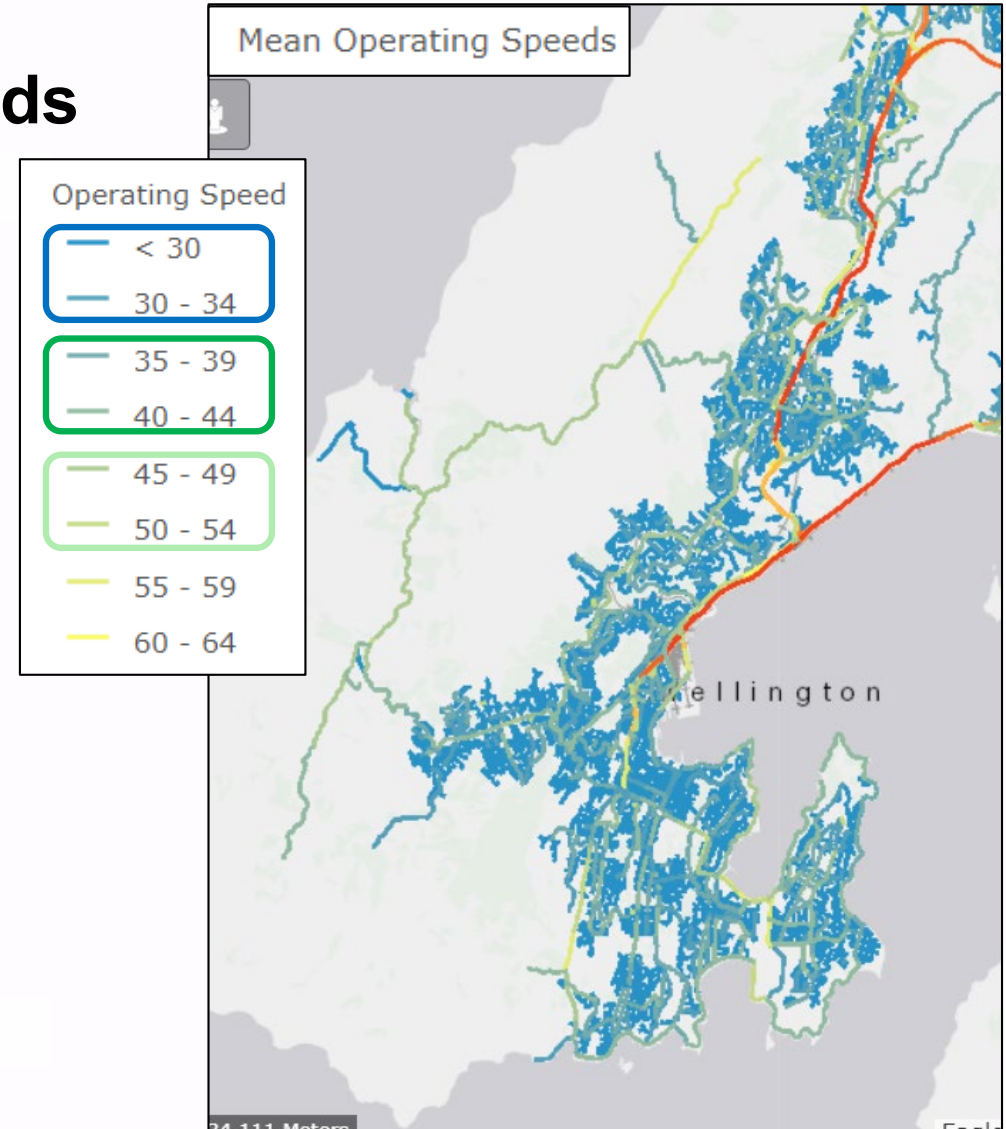 Mean Operating Speeds
ds
Operating Speed
< 30
30 - 34
35 - 39
40 - 44
45 - 49
50 - 54
55 - 59
60 - 64
ellington